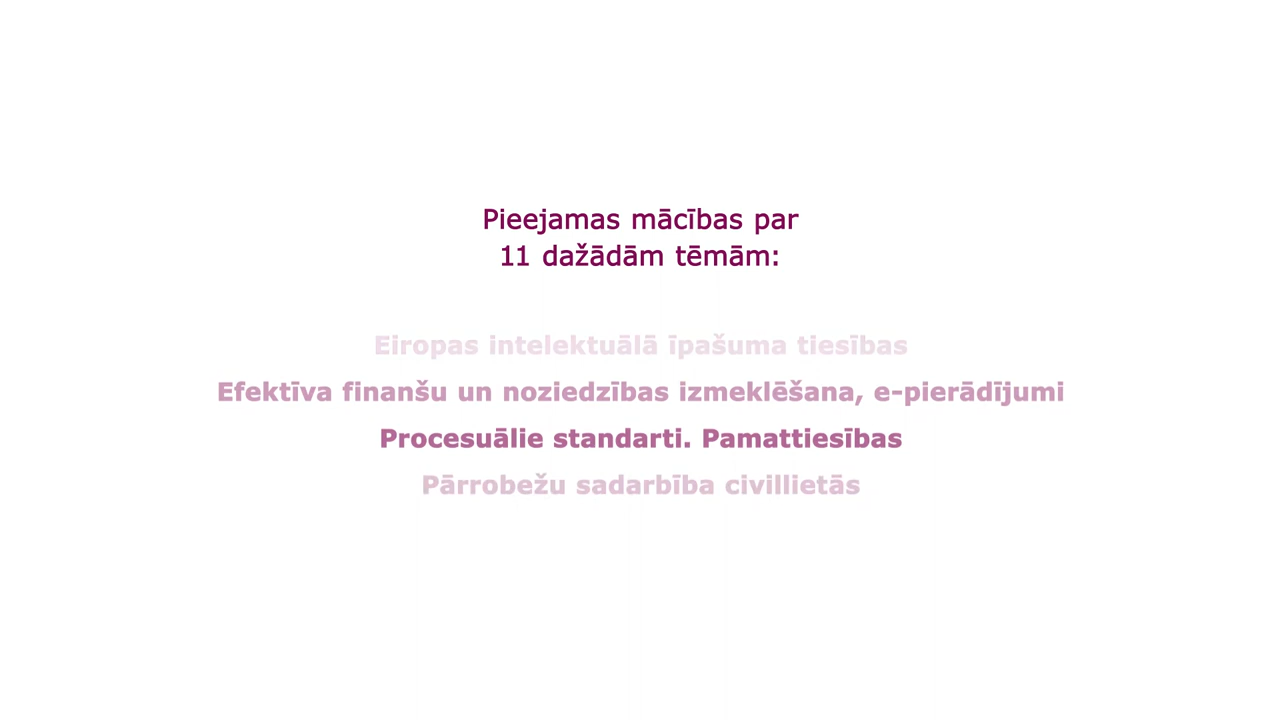 Pieejamas mācības par
11 dažādām tēmām:
Eiropas intelektuālā īpašuma tiesības
Efektīva finanšu un noziedzības izmeklēšana, e-pierādījumi
Procesuālie standarti. Pamattiesības
Pārrobežu sadarbība civillietās